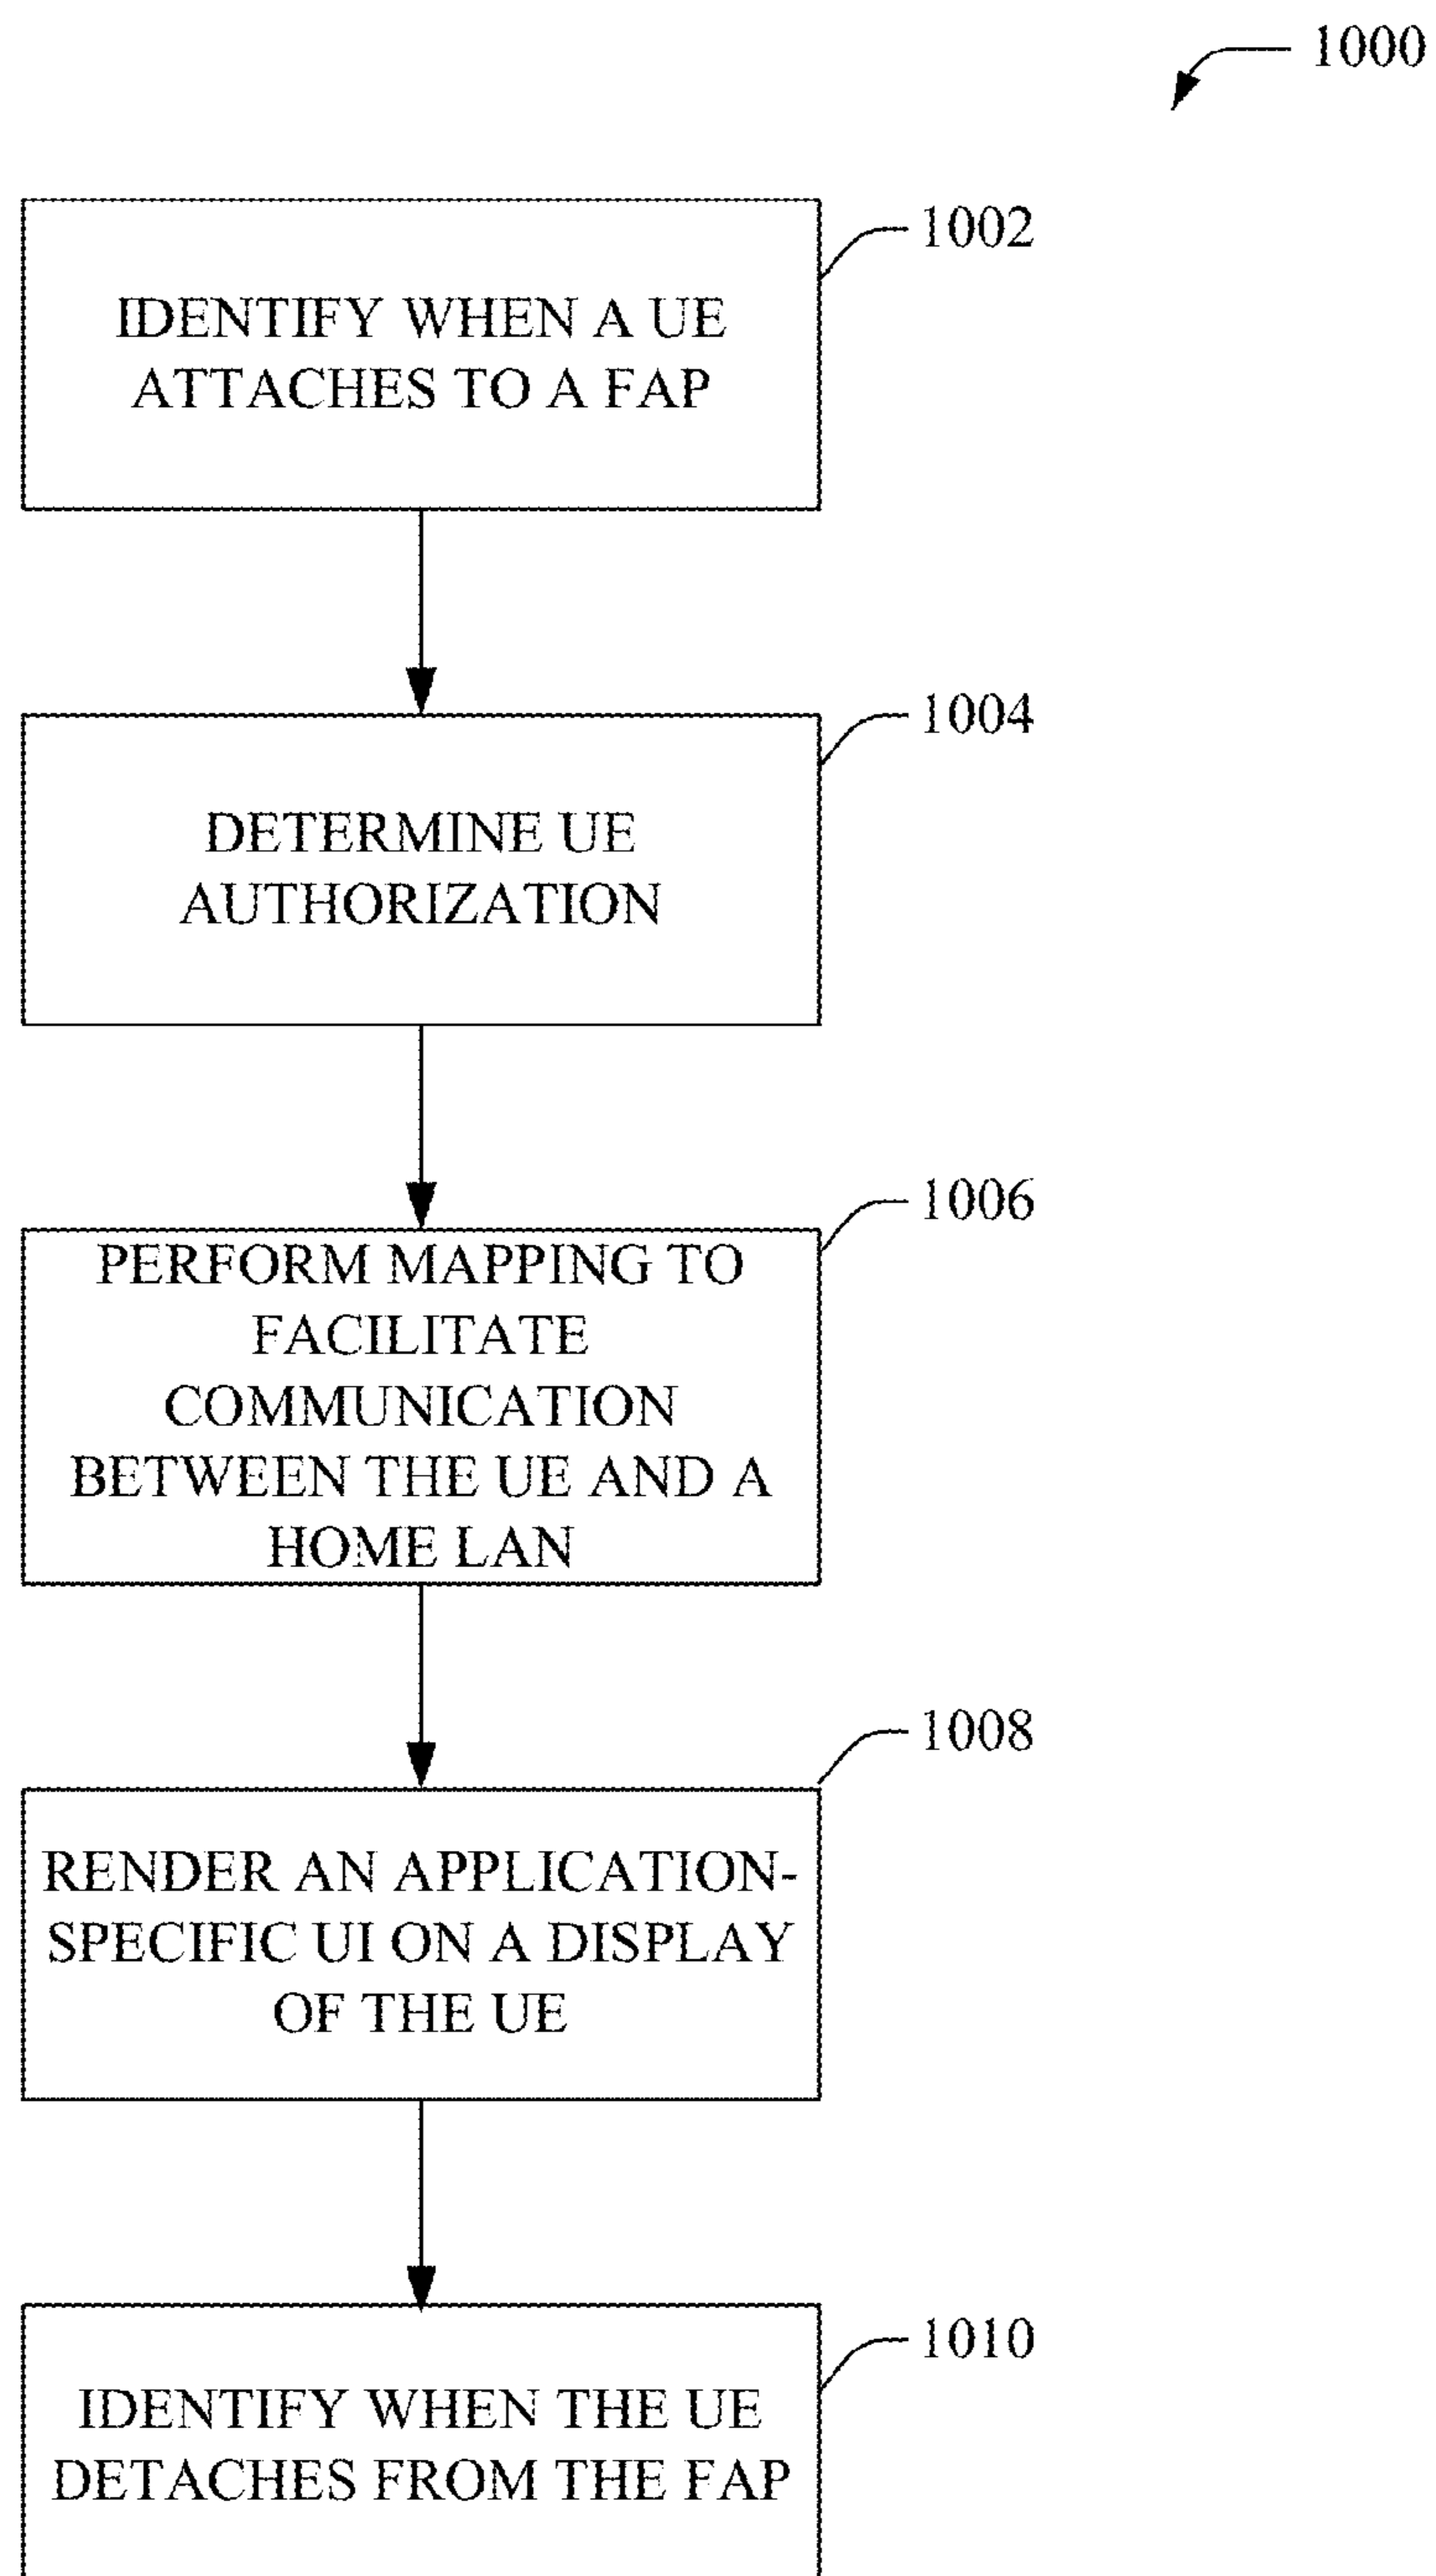 1000
1002
IDENTIFY WHEN A UE
ATTACHES TO A FAP
1004
DETERMINE UE
AUTHORIZATION
1006
PERFORM MAPPING TO
FACILITATE
COMMUNICATION
BETWEEN THE UE AND A
HOME LAN
1008
RENDER AN APPLICATION-
SPECIFIC UI ON A DISPLAY
OF THE UE
1010
IDENTIFY WHEN THE UE
DETACHES FROM THE FAP